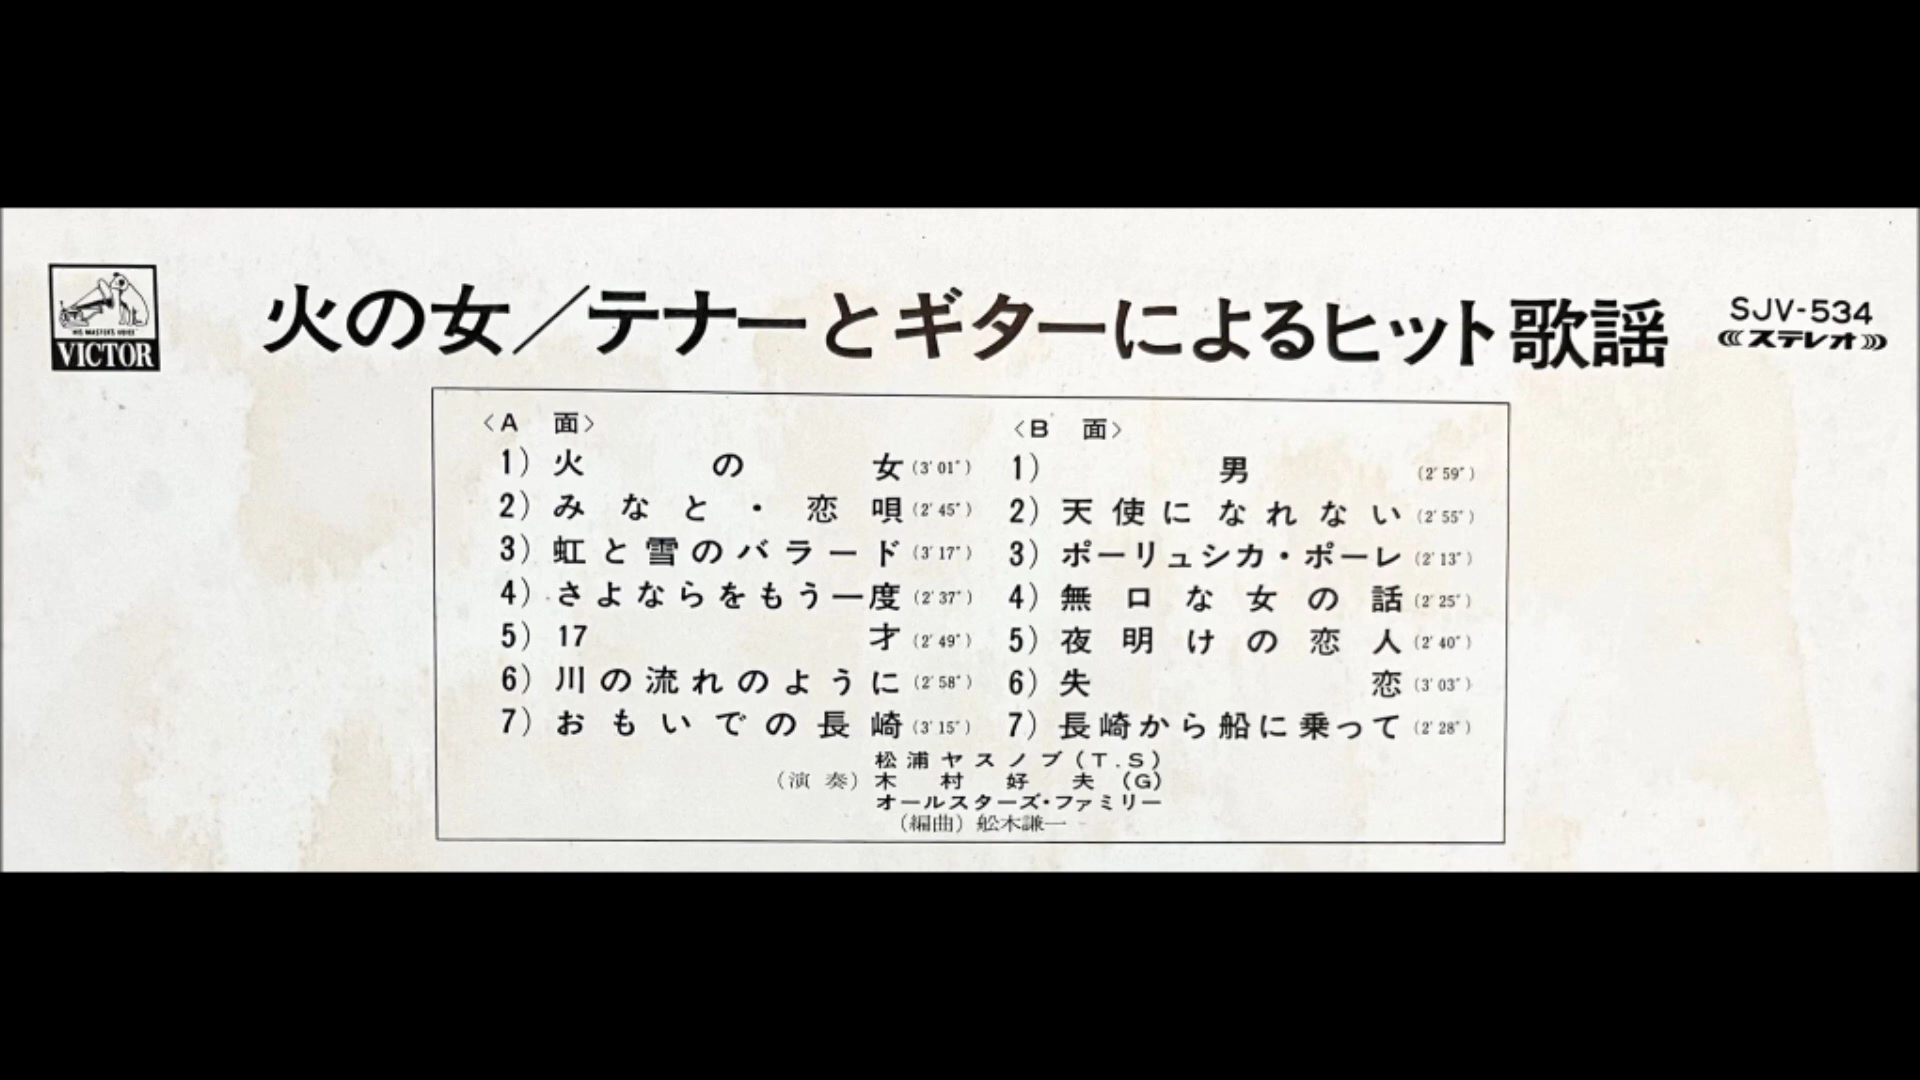 HIS MASTER'S VOICE
VICTOR
火の女/テナーとギターによるヒット歌謡
SJV-534
ステレオ
〈A 面〉
1) 火の女 (3′01″)
2) みなと・恋唄 (2′45″)
3) 虹と雪のバラード (3′17″)
4) さよならをもう一度 (2′37″)
5) 17才 (2′49″)
6) 川の流れのように (2′58″)
7) おもいでの長崎 (3′15″)
〈B 面〉
1) 男 (2′59″)
2) 天使になれない (2′55″)
3) ポーリュシカ・ポーレ (2′13″)
4) 無口な女の話 (2′25″)
5) 夜明けの恋人 (2′40″)
6) 失恋 (3′03″)
7) 長崎から船に乗って (2′28″)
松浦ヤスノブ(T.S)
(演奏) 木村好夫 (G)
オールスターズ・ファミリー
(編曲) 舩木謙一